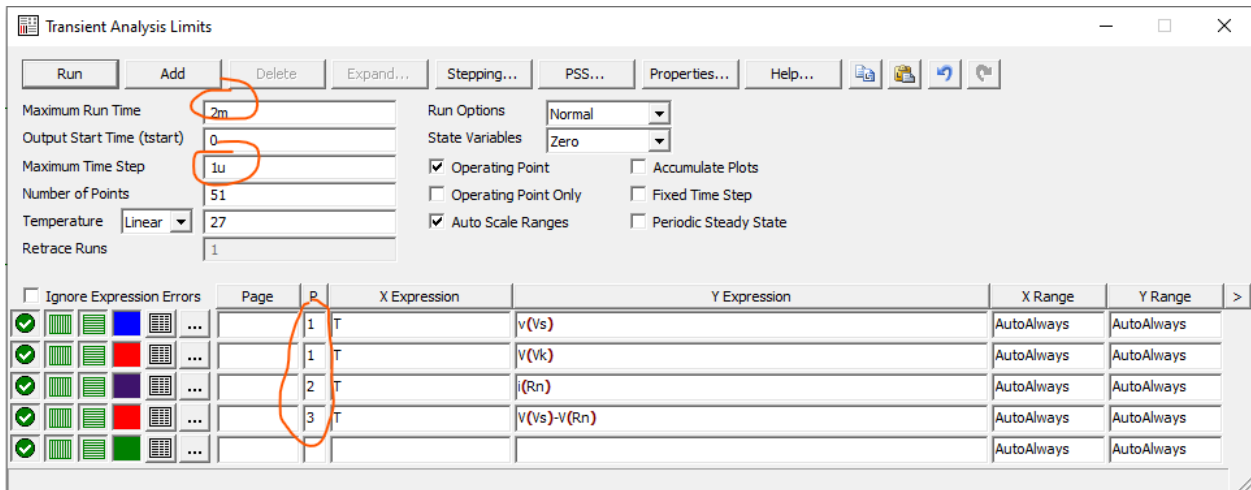 Transient Analysis Limits
Run Add Delete Expand... Stepping... PSS... Properties... Help...
Maximum Run Time 2m Run Options Normal
Output Start Time (tstart) 0 State Variables Zero
Maximum Time Step 1u Operating Point Accumulate Plots
Number of Points 51 Operating Point Only Fixed Time Step
Temperature Linear 27 Auto Scale Ranges Periodic Steady State
Retrace Runs 1
Ignore Expression Errors Page P X Expression Y Expression X Range Y Range >
... 1 T v(Vs) AutoAlways AutoAlways
... 1 T V(Vk) AutoAlways AutoAlways
... 2 T i(Rn) AutoAlways AutoAlways
... 3 T V(Vs)-V(Rn) AutoAlways AutoAlways
... AutoAlways AutoAlways